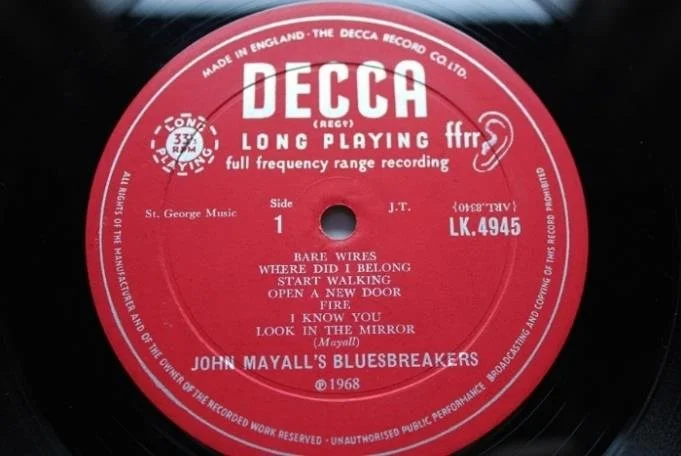 MADE IN ENGLAND · THE DECCA RECORD CO. LTD.
DECCA
(REGᵈ)
LONG PLAYING ffrr
full frequency range recording
LONG PLAYING
33⅓
RPM
St. George Music
Side
1
J.T.
(ARL.8340)
LK.4945
BARE WIRES
WHERE DID I BELONG
START WALKING
OPEN A NEW DOOR
FIRE
I KNOW YOU
LOOK IN THE MIRROR
(Mayall)
JOHN MAYALL'S BLUESBREAKERS
℗1968
ALL RIGHTS OF THE MANUFACTURER AND OF THE OWNER OF THE RECORDED WORK RESERVED · UNAUTHORISED PUBLIC PERFORMANCE BROADCASTING AND COPYING OF THIS RECORD PROHIBITED